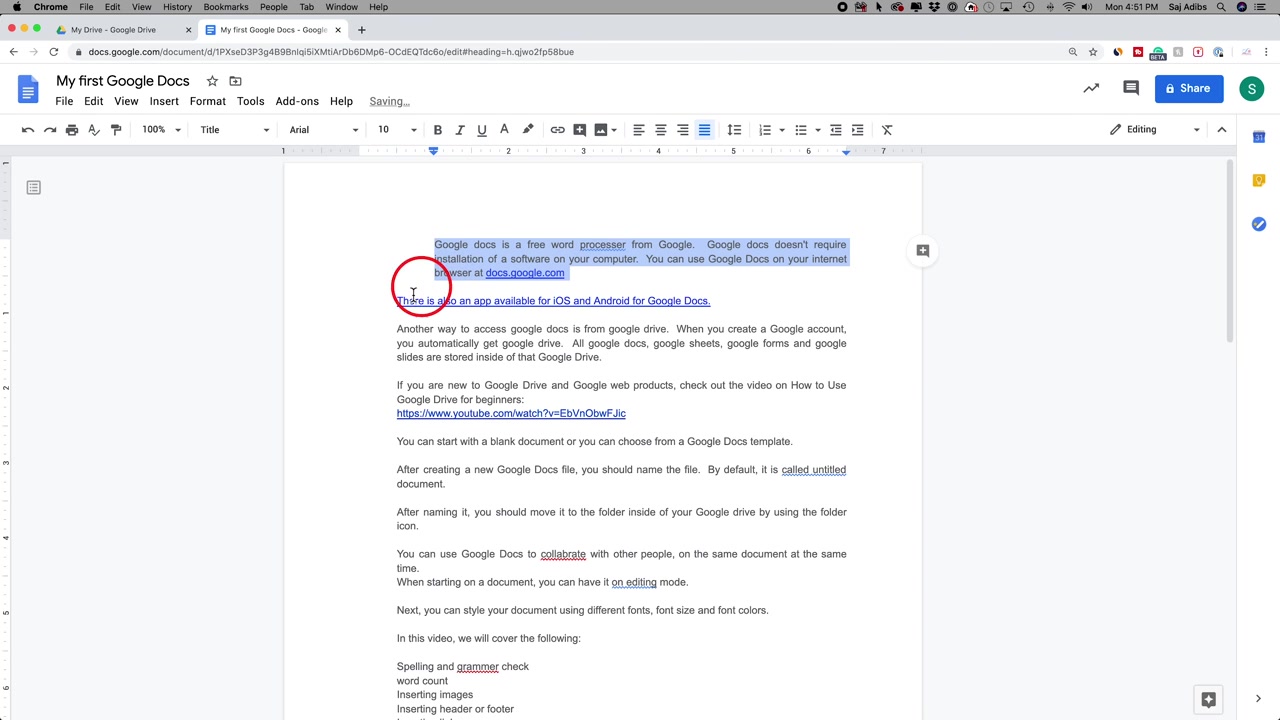 Chrome File Edit View History Bookmarks People Tab Window Help Mon 4:51 PM Saj Adibs
My Drive - Google Drive My first Google Docs - Google
docs.google.com/document/d/1PXseD3P3g4B9BnIqi5iXMtiArDb6DMp6-OCdEQTdc6o/edit#heading=h.qjwo2fp58bue
BETA
My first Google Docs
File Edit View Insert Format Tools Add-ons Help Saving...
Share
S
100% Title Arial 10 B I U A Editing
1 1 2 3 4 5 6 7
Google docs is a free word processer from Google. Google docs doesn't require
installation of a software on your computer. You can use Google Docs on your internet
browser at docs.google.com
There is also an app available for iOS and Android for Google Docs.
Another way to access google docs is from google drive. When you create a Google account,
you automatically get google drive. All google docs, google sheets, google forms and google
slides are stored inside of that Google Drive.
If you are new to Google Drive and Google web products, check out the video on How to Use
Google Drive for beginners:
https://www.youtube.com/watch?v=EbVnObwFJic
You can start with a blank document or you can choose from a Google Docs template.
After creating a new Google Docs file, you should name the file. By default, it is called untitled
document.
After naming it, you should move it to the folder inside of your Google drive by using the folder
icon.
You can use Google Docs to collabrate with other people, on the same document at the same
time.
When starting on a document, you can have it on editing mode.
Next, you can style your document using different fonts, font size and font colors.
In this video, we will cover the following:
Spelling and grammer check
word count
Inserting images
Inserting header or footer